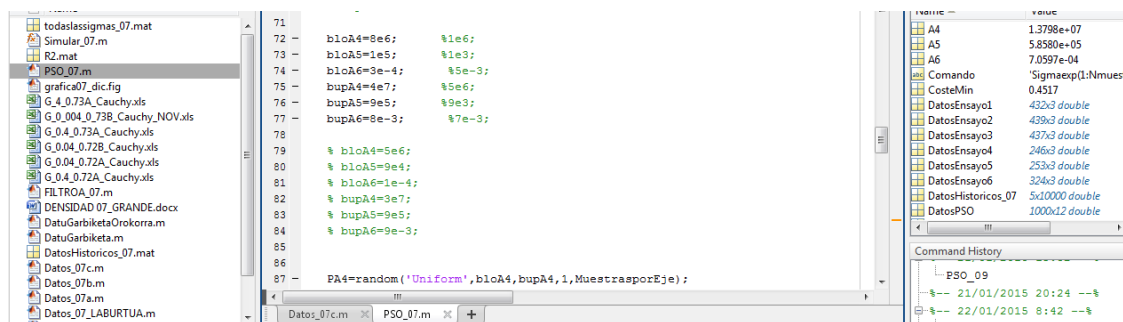 todaslassigmas_07.mat
Simular_07.m
R2.mat
PSO_07.m
grafica07_dic.fig
G_4_0.73A_Cauchy.xls
G_0_004_0.73B_Cauchy_NOV.xls
G_0.4_0.73A_Cauchy.xls
G_0.04_0.72B_Cauchy.xls
G_0.04_0.72A_Cauchy.xls
G_0.4_0.72A_Cauchy.xls
FILTROA_07.m
DENSIDAD 07_GRANDE.docx
DatuGarbiketaOrokorra.m
DatuGarbiketa.m
DatosHistoricos_07.mat
Datos_07c.m
Datos_07b.m
Datos_07a.m
Datos_07_LABURTUA.m
71
72 – bloA4=8e6; %1e6;
73 – bloA5=1e5; %1e3;
74 – bloA6=3e-4; %5e-3;
75 – bupA4=4e7; %5e6;
76 – bupA5=9e5; %9e3;
77 – bupA6=8e-3; %7e-3;
78
79 % bloA4=5e6;
80 % bloA5=9e4;
81 % bloA6=1e-4;
82 % bupA4=3e7;
83 % bupA5=9e5;
84 % bupA6=9e-3;
85
86
87 – PA4=random('Uniform',bloA4,bupA4,1,MuestrasporEje);
Datos_07c.m × PSO_07.m × +
Name Value
A4 1.3798e+07
A5 5.8580e+05
A6 7.0597e-04
abc Comando 'Sigmaexp(1:Nmues
CosteMin 0.4517
DatosEnsayo1 432x3 double
DatosEnsayo2 439x3 double
DatosEnsayo3 437x3 double
DatosEnsayo4 246x3 double
DatosEnsayo5 253x3 double
DatosEnsayo6 324x3 double
DatosHistoricos_07 5x10000 double
DatosPSO 1000x12 double
Command History
PSO_09
%-- 21/01/2015 20:24 --%
%-- 22/01/2015 8:42 --%